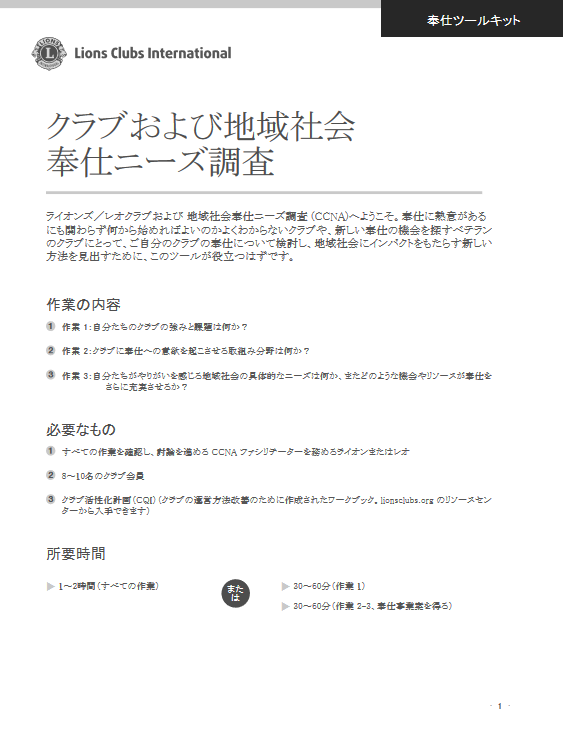 奉仕ツールキット
LIONS
L
INTERNATIONAL
Lions Clubs International
クラブおよび地域社会
奉仕ニーズ調査
ライオンズ／レオクラブおよび 地域社会奉仕ニーズ調査 (CCNA)へようこそ。奉仕に熱意がある
にも関わらず何から始めればよいのかよくわからないクラブや、新しい奉仕の機会を探すベテラン
のクラブにとって、ご自分のクラブの奉仕について検討し、地域社会にインパクトをもたらす新しい
方法を見出すために、このツールが役立つはずです。
作業の内容
1 作業 1：自分たちのクラブの強みと課題は何か？
2 作業 2：クラブに奉仕への意欲を起こさせる取組み分野は何か？
3 作業 3：自分たちがやりがいを感じる地域社会の具体的なニーズは何か、またどのような機会やリソースが奉仕を
さらに充実させるか？
必要なもの
1 すべての作業を確認し、討論を進める CCNA ファシリテーターを務めるライオンまたはレオ
2 8～10名のクラブ会員
3 クラブ活性化計画（CQI）（クラブの運営方法改善のために作成されたワークブック。lionsclubs.org のリソースセン
ターから入手できます）
所要時間
▶ 1～2時間（すべての作業）
また
は
▶ 30～60分（作業 1）
▶ 30～60分（作業 2-3、奉仕事業案を得る）
- 1 -